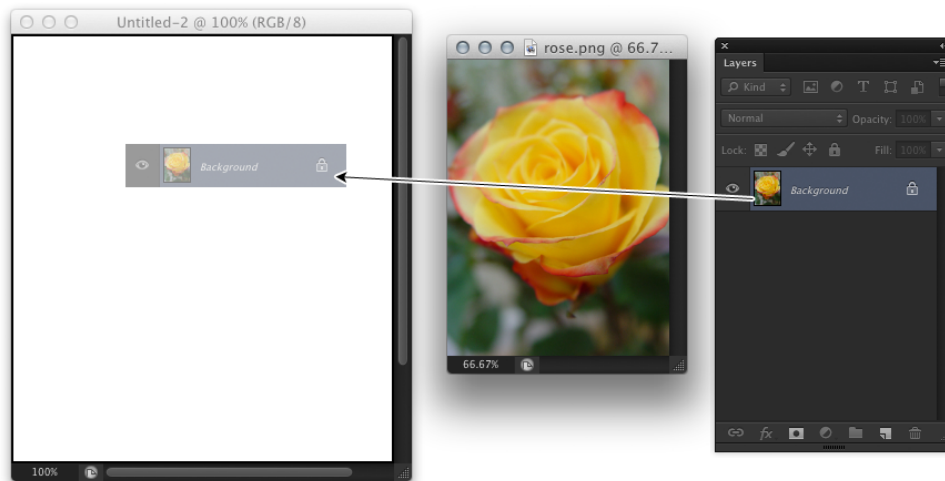 Untitled-2 @ 100% (RGB/8)
Background
100%
rose.png @ 66.7...
66.67%
Layers
Kind
Normal
Opacity: 100%
Lock:
Fill: 100%
Background
fx